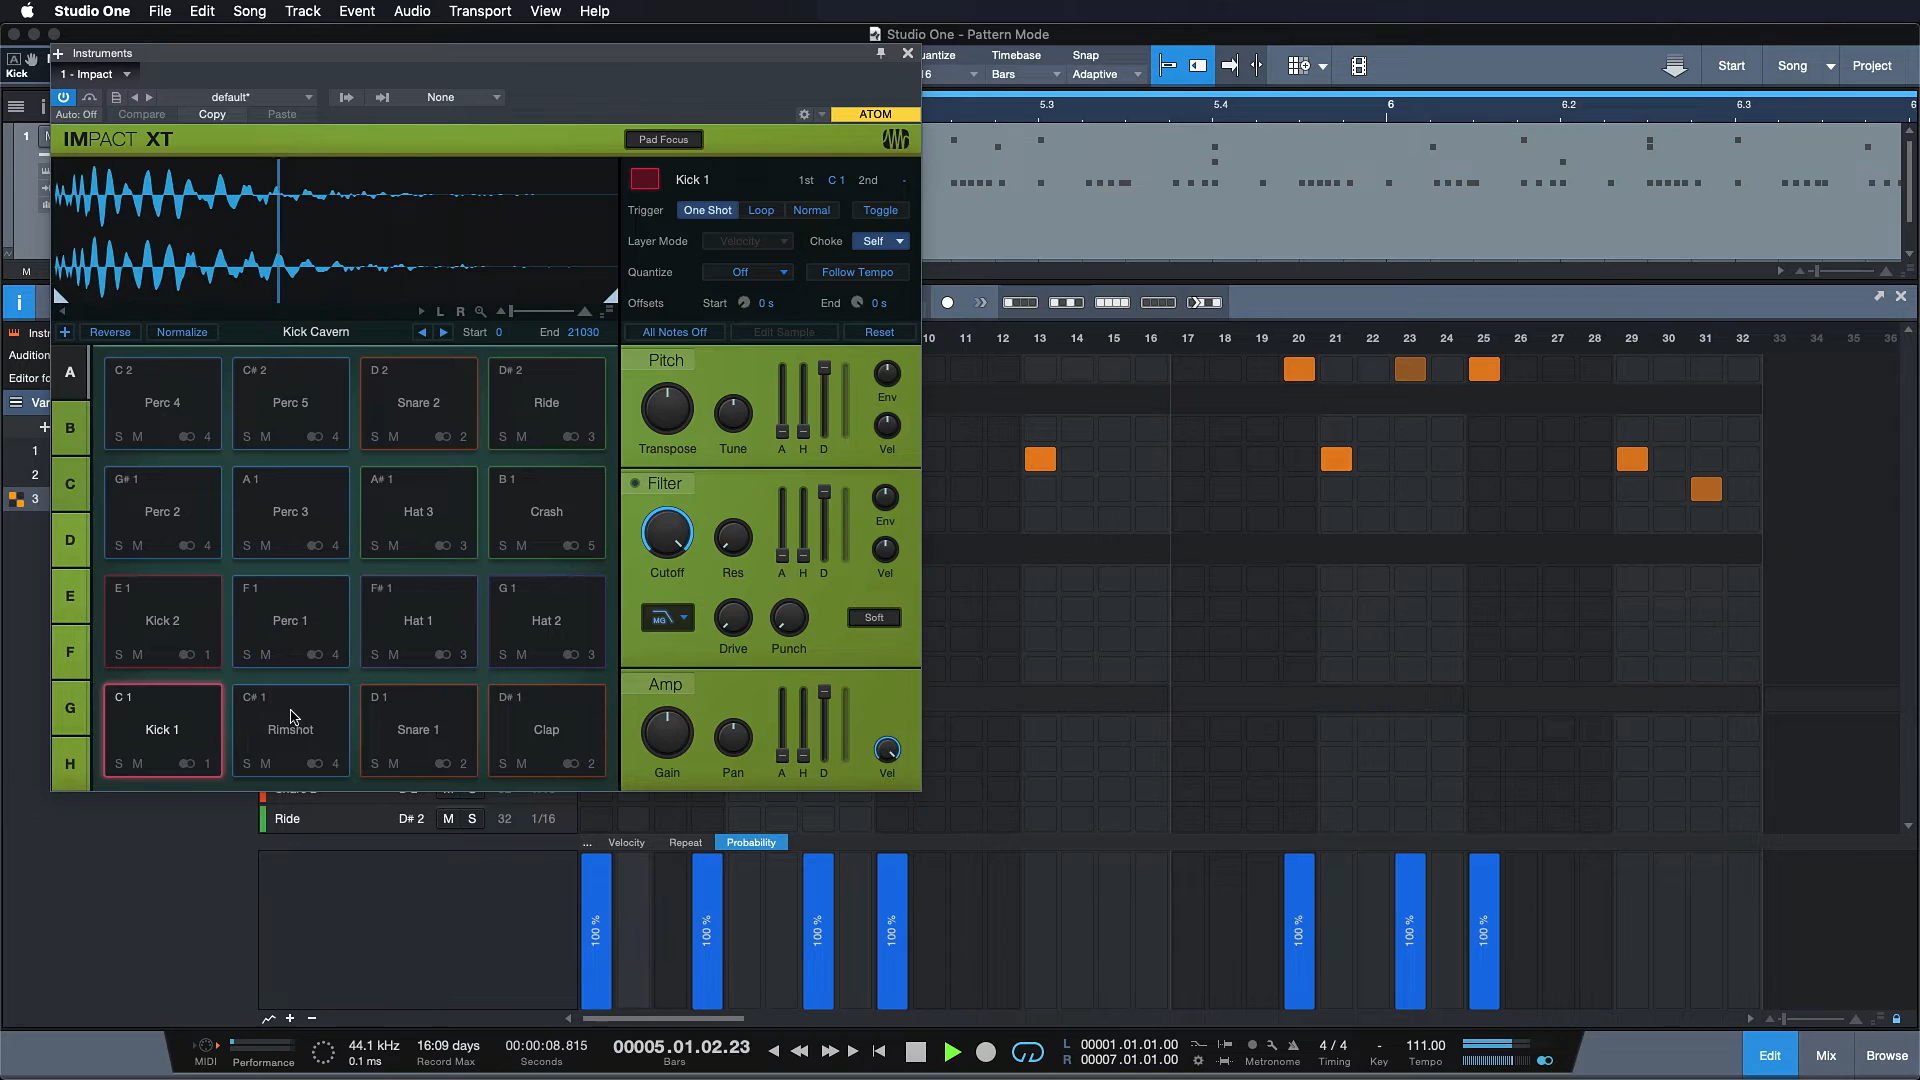 Studio One File Edit Song Track Event Audio Transport View Help
Studio One - Pattern Mode
Instruments
Kick
1 - Impact
default*
None
Auto: Off Compare Copy Paste
ATOM
Timebase Snap
Bars Adaptive
Start Song Project
5.3 5.4 6 6.2 6.3
IMPACT XT
Pad Focus
Kick 1 1st C 1 2nd -
Trigger One Shot Loop Normal Toggle
Layer Mode Velocity Choke Self
Quantize Off Follow Tempo
Offsets Start 0 s End 0 s
L R
Reverse Normalize Kick Cavern Start 0 End 21030
All Notes Off Edit Sample Reset
10 11 12 13 14 15 16 17 18 19 20 21 22 23 24 25 26 27 28 29 30 31 32 33 34 35 36
M
Audition
1
2
3
A
B
C
D
E
F
G
H
C 2 C# 2 D 2 D# 2
Perc 4 Perc 5 Snare 2 Ride
S M 4 S M 4 S M 2 S M 3
G# 1 A 1 A# 1 B 1
Perc 2 Perc 3 Hat 3 Crash
S M 4 S M 4 S M 3 S M 5
E 1 F 1 F# 1 G 1
Kick 2 Perc 1 Hat 1 Hat 2
S M 1 S M 4 S M 3 S M 3
C 1 C# 1 D 1 D# 1
Kick 1 Rimshot Snare 1 Clap
S M 1 S M 4 S M 2 S M 2
Pitch
Transpose Tune A H D Env Vel
Filter
Cutoff Res A H D Env Vel
MG Drive Punch Soft
Amp
Gain Pan A H D Vel
Ride D# 2 M S 32 1/16
... Velocity Repeat Probability
100 % 100 % 100 % 100 % 100 % 100 % 100 %
MIDI Performance
44.1 kHz 16:09 days 00:00:08.815 00005.01.02.23
0.1 ms Record Max Seconds Bars
L 00001.01.01.00
R 00007.01.01.00
Metronome
4 / 4 - 111.00
Timing Key Tempo
Edit Mix Browse